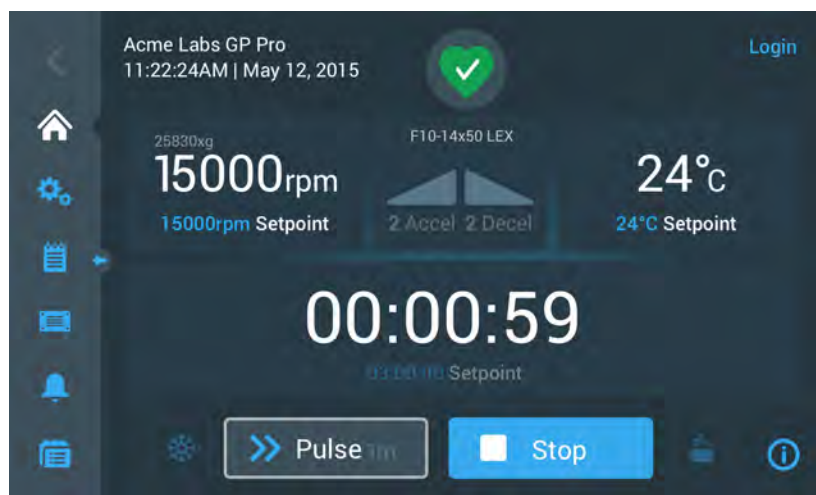 Acme Labs GP Pro
11:22:24AM | May 12, 2015
Login
25830xg
15000rpm
15000rpm Setpoint
F10-14x50 LEX
2 Accel 2 Decel
24°C
24°C Setpoint
00:00:59
Setpoint
Pulse
Stop